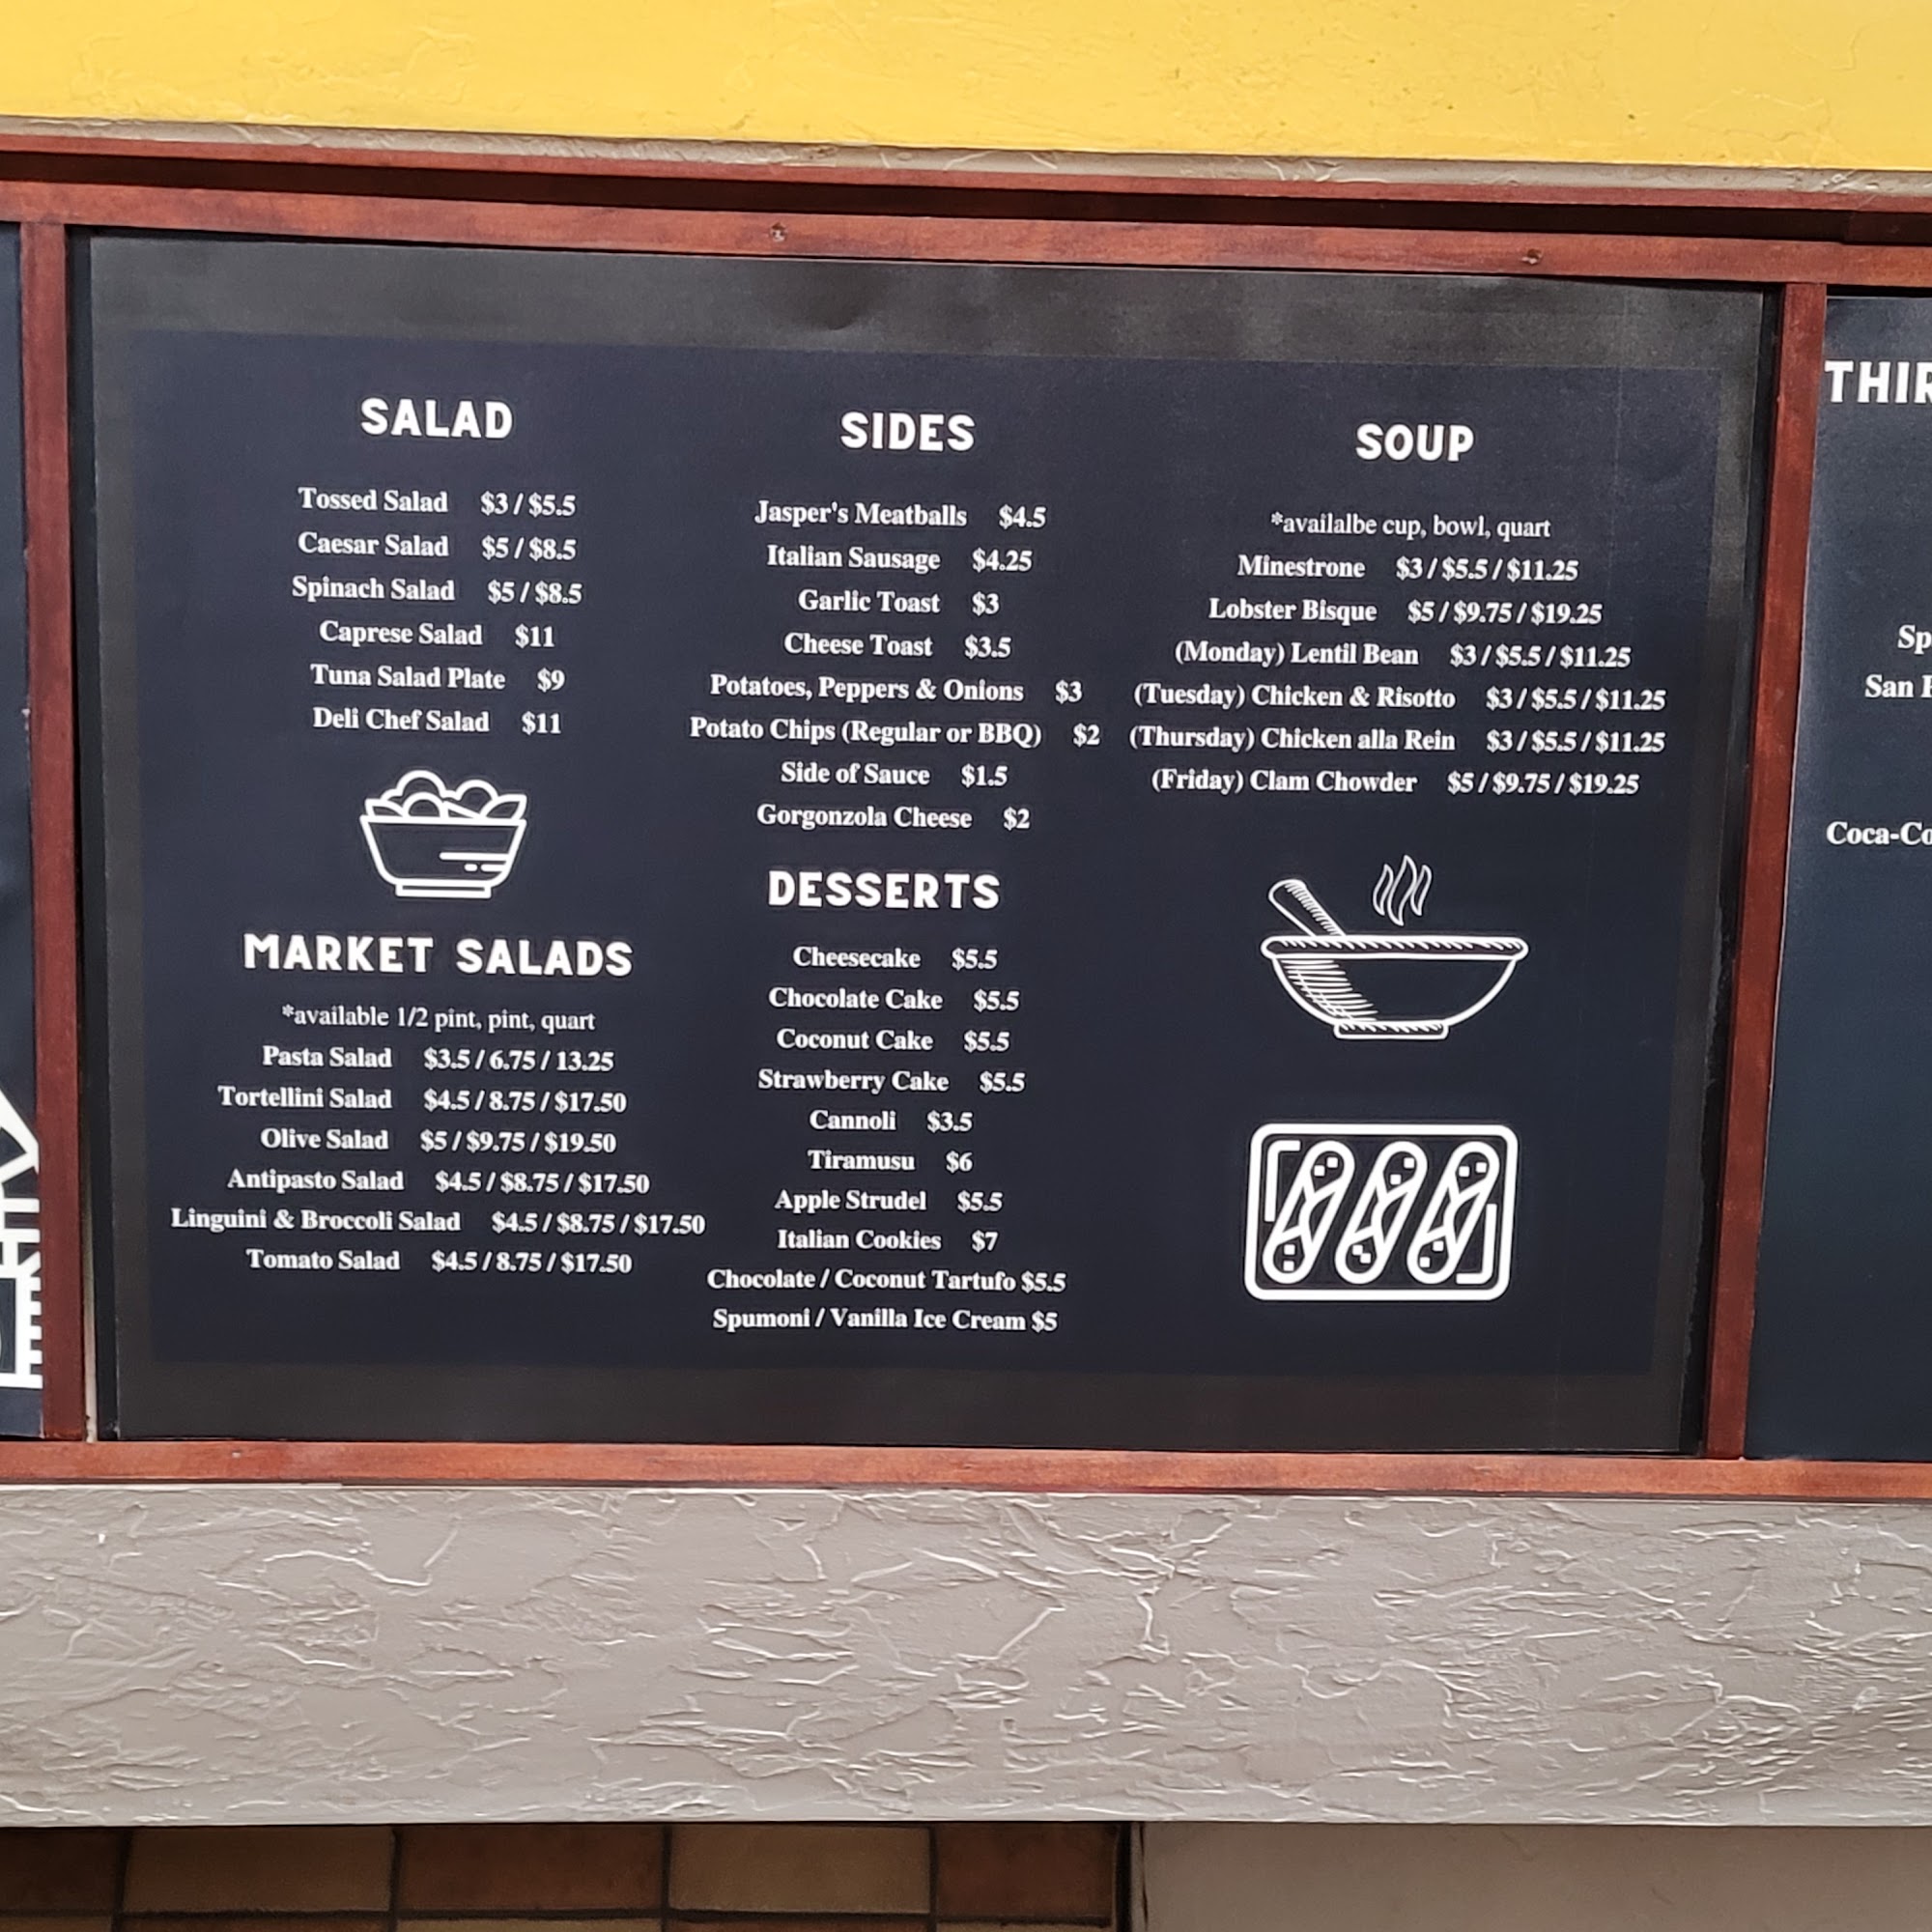 SALAD
Tossed Salad $3 / $5.5
Caesar Salad $5 / $8.5
Spinach Salad $5 / $8.5
Caprese Salad $11
Tuna Salad Plate $9
Deli Chef Salad $11
MARKET SALADS
*available 1/2 pint, pint, quart
Pasta Salad $3.5 / 6.75 / 13.25
Tortellini Salad $4.5 / 8.75 / $17.50
Olive Salad $5 / $9.75 / $19.50
Antipasto Salad $4.5 / $8.75 / $17.50
Linguini & Broccoli Salad $4.5 / $8.75 / $17.50
Tomato Salad $4.5 / 8.75 / $17.50
SIDES
Jasper's Meatballs $4.5
Italian Sausage $4.25
Garlic Toast $3
Cheese Toast $3.5
Potatoes, Peppers & Onions $3
Potato Chips (Regular or BBQ) $2
Side of Sauce $1.5
Gorgonzola Cheese $2
DESSERTS
Cheesecake $5.5
Chocolate Cake $5.5
Coconut Cake $5.5
Strawberry Cake $5.5
Cannoli $3.5
Tiramusu $6
Apple Strudel $5.5
Italian Cookies $7
Chocolate / Coconut Tartufo $5.5
Spumoni / Vanilla Ice Cream $5
SOUP
*availalbe cup, bowl, quart
Minestrone $3 / $5.5 / $11.25
Lobster Bisque $5 / $9.75 / $19.25
(Monday) Lentil Bean $3 / $5.5 / $11.25
(Tuesday) Chicken & Risotto $3 / $5.5 / $11.25
(Thursday) Chicken alla Rein $3 / $5.5 / $11.25
(Friday) Clam Chowder $5 / $9.75 / $19.25
THIR
Sp
San
Coca-Co